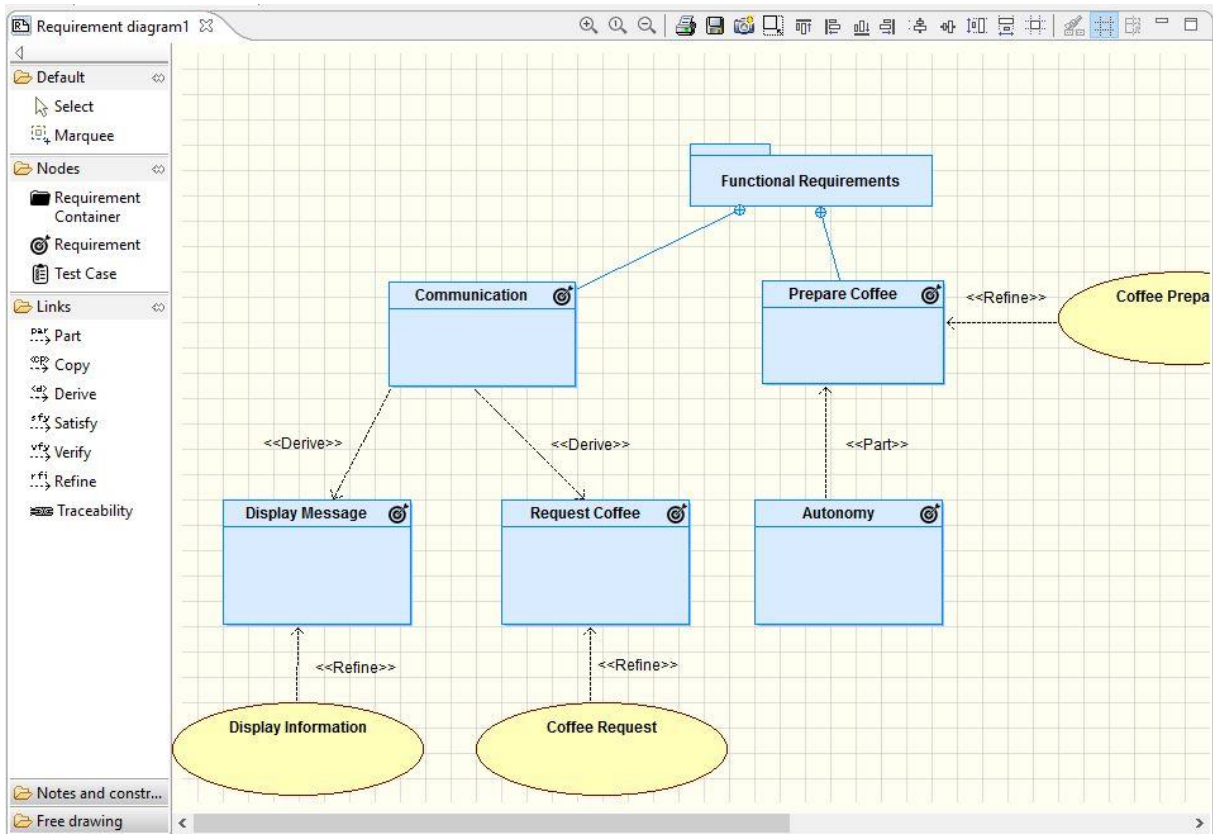 Requirement diagram1
Default
Select
Marquee
Nodes
Requirement
Container
Requirement
Test Case
Links
Part
Copy
Derive
Satisfy
Verify
Refine
Traceability
Notes and constr...
Free drawing
Functional Requirements
Communication
Prepare Coffee
<<Refine>>
Coffee Prepa
<<Derive>>
<<Derive>>
<<Part>>
Display Message
Request Coffee
Autonomy
<<Refine>>
<<Refine>>
Display Information
Coffee Request